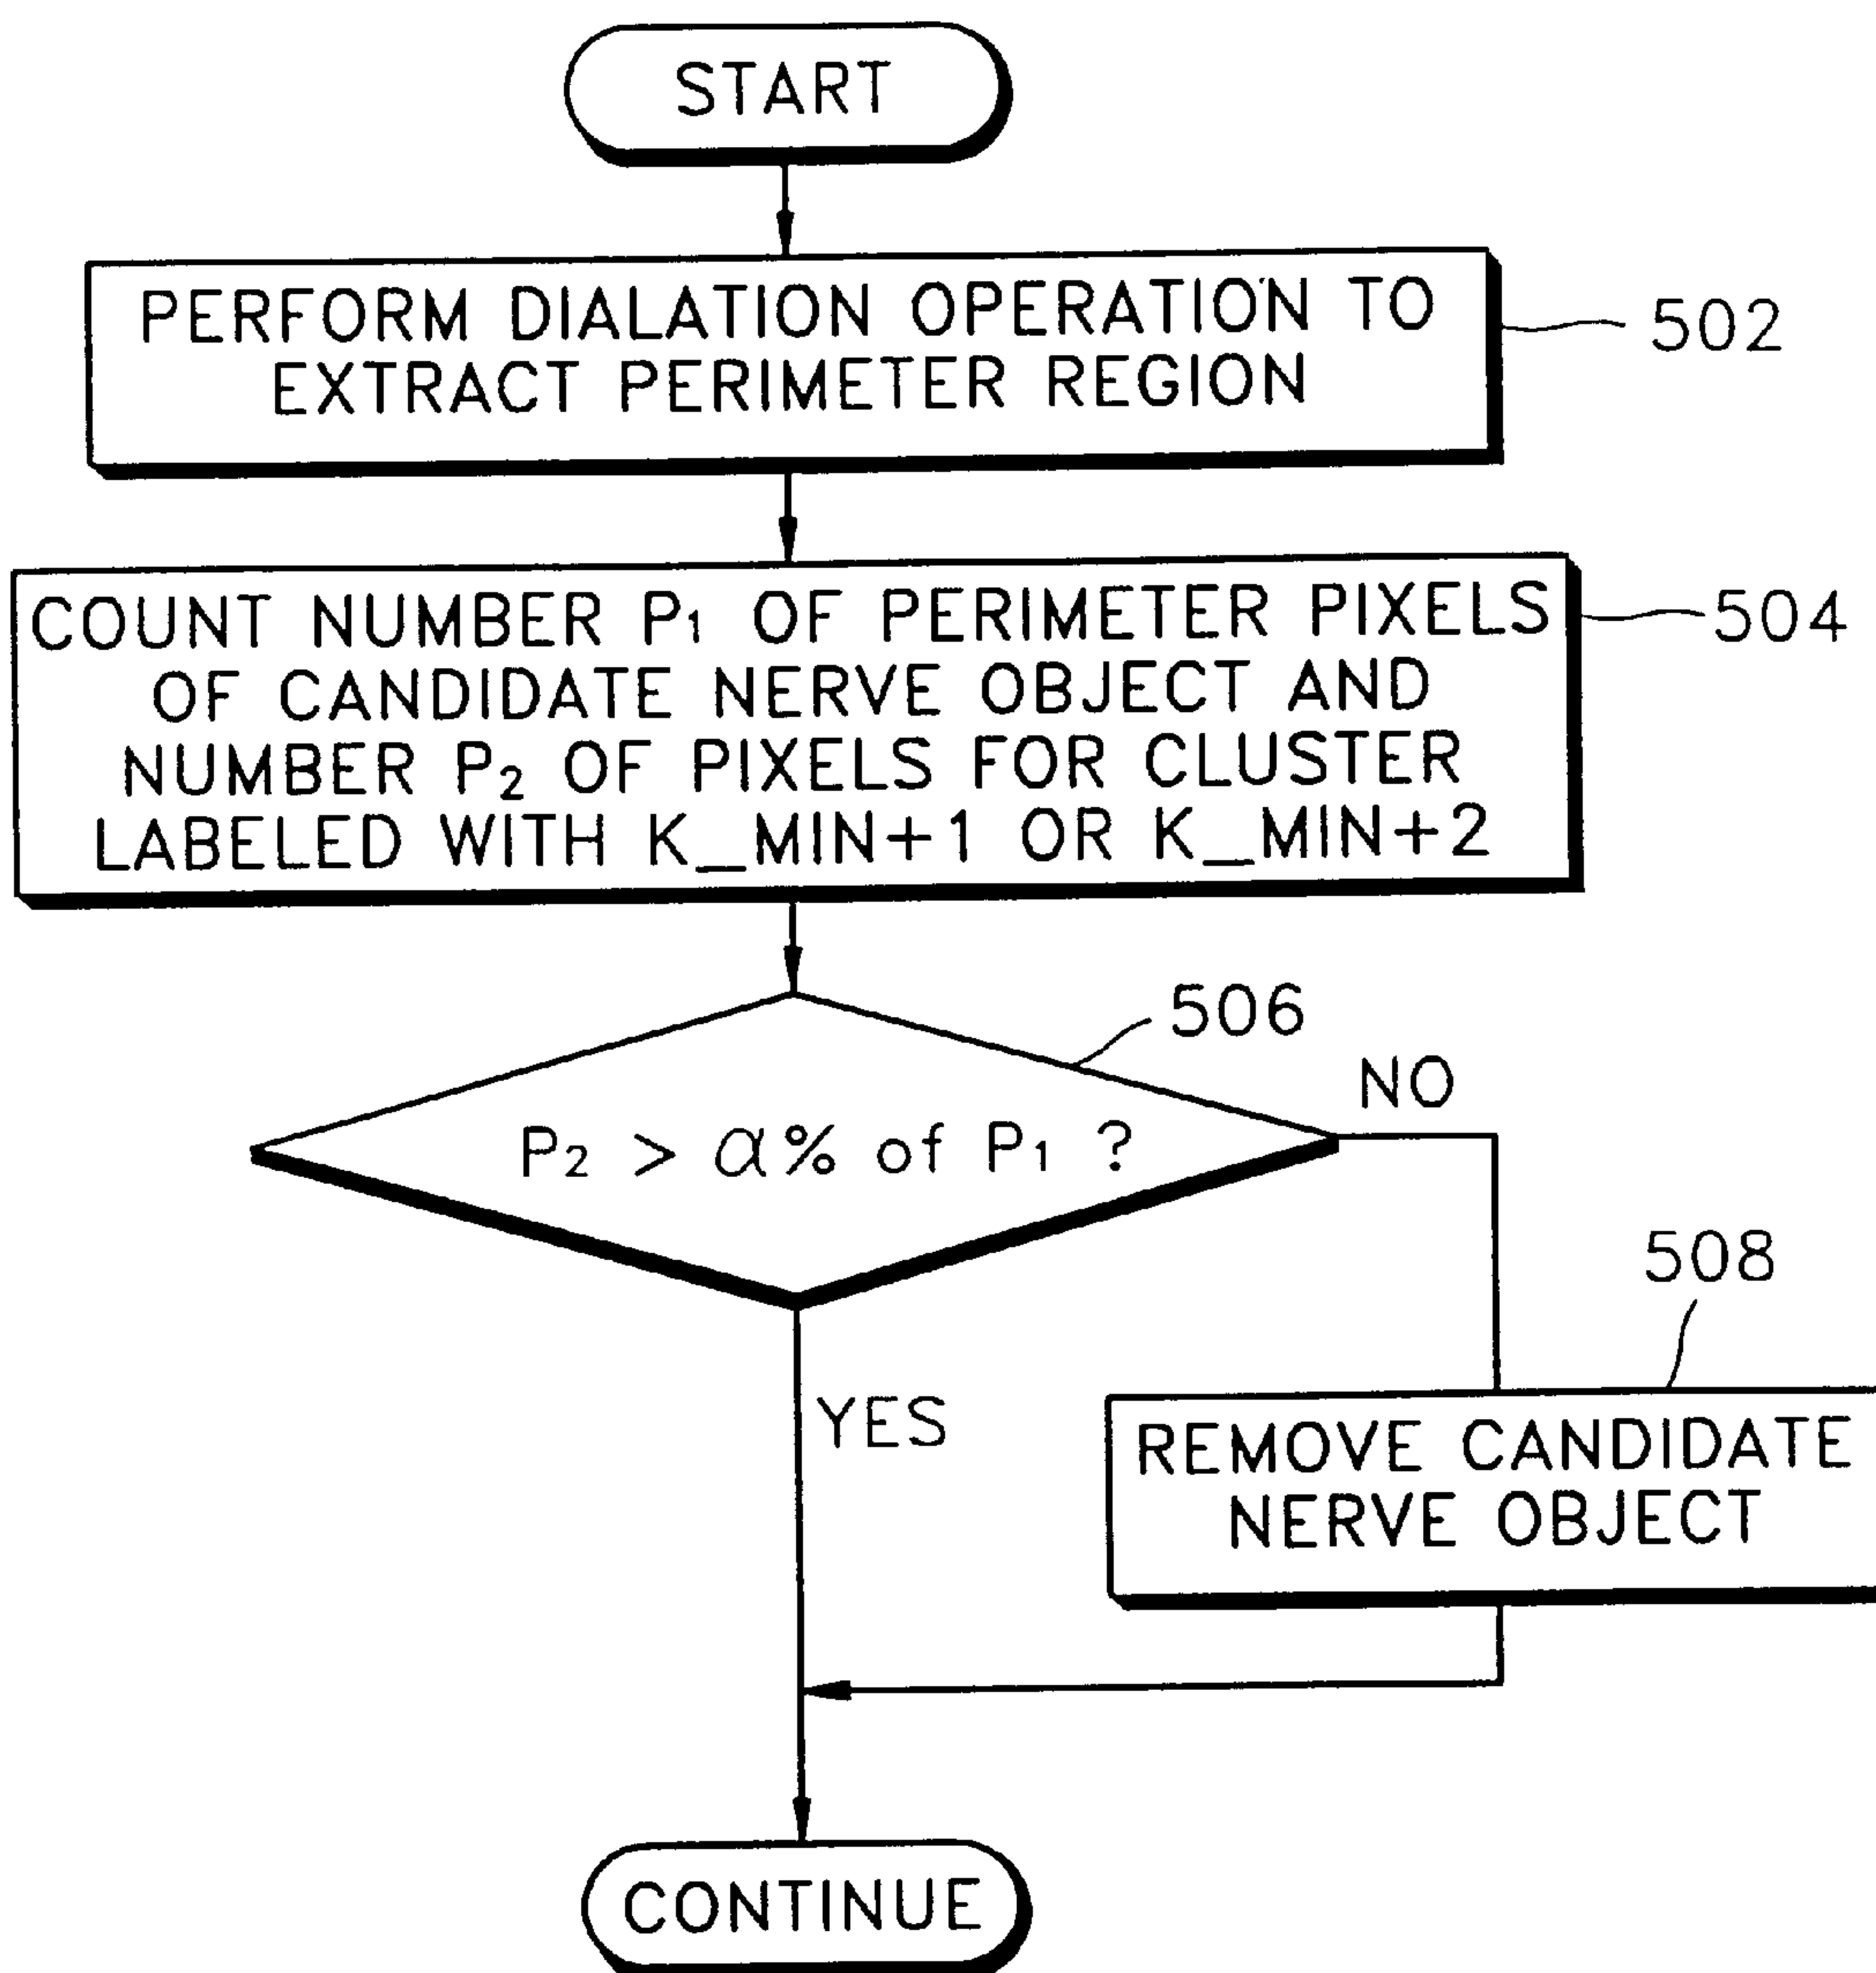 START
PERFORM DIALATION OPERATION TO
EXTRACT PERIMETER REGION
502
COUNT NUMBER P₁ OF PERIMETER PIXELS
OF CANDIDATE NERVE OBJECT AND
NUMBER P₂ OF PIXELS FOR CLUSTER
LABELED WITH K_MIN+1 OR K_MIN+2
504
506
P₂ > α% of P₁ ?
NO
508
YES
REMOVE CANDIDATE
NERVE OBJECT
CONTINUE